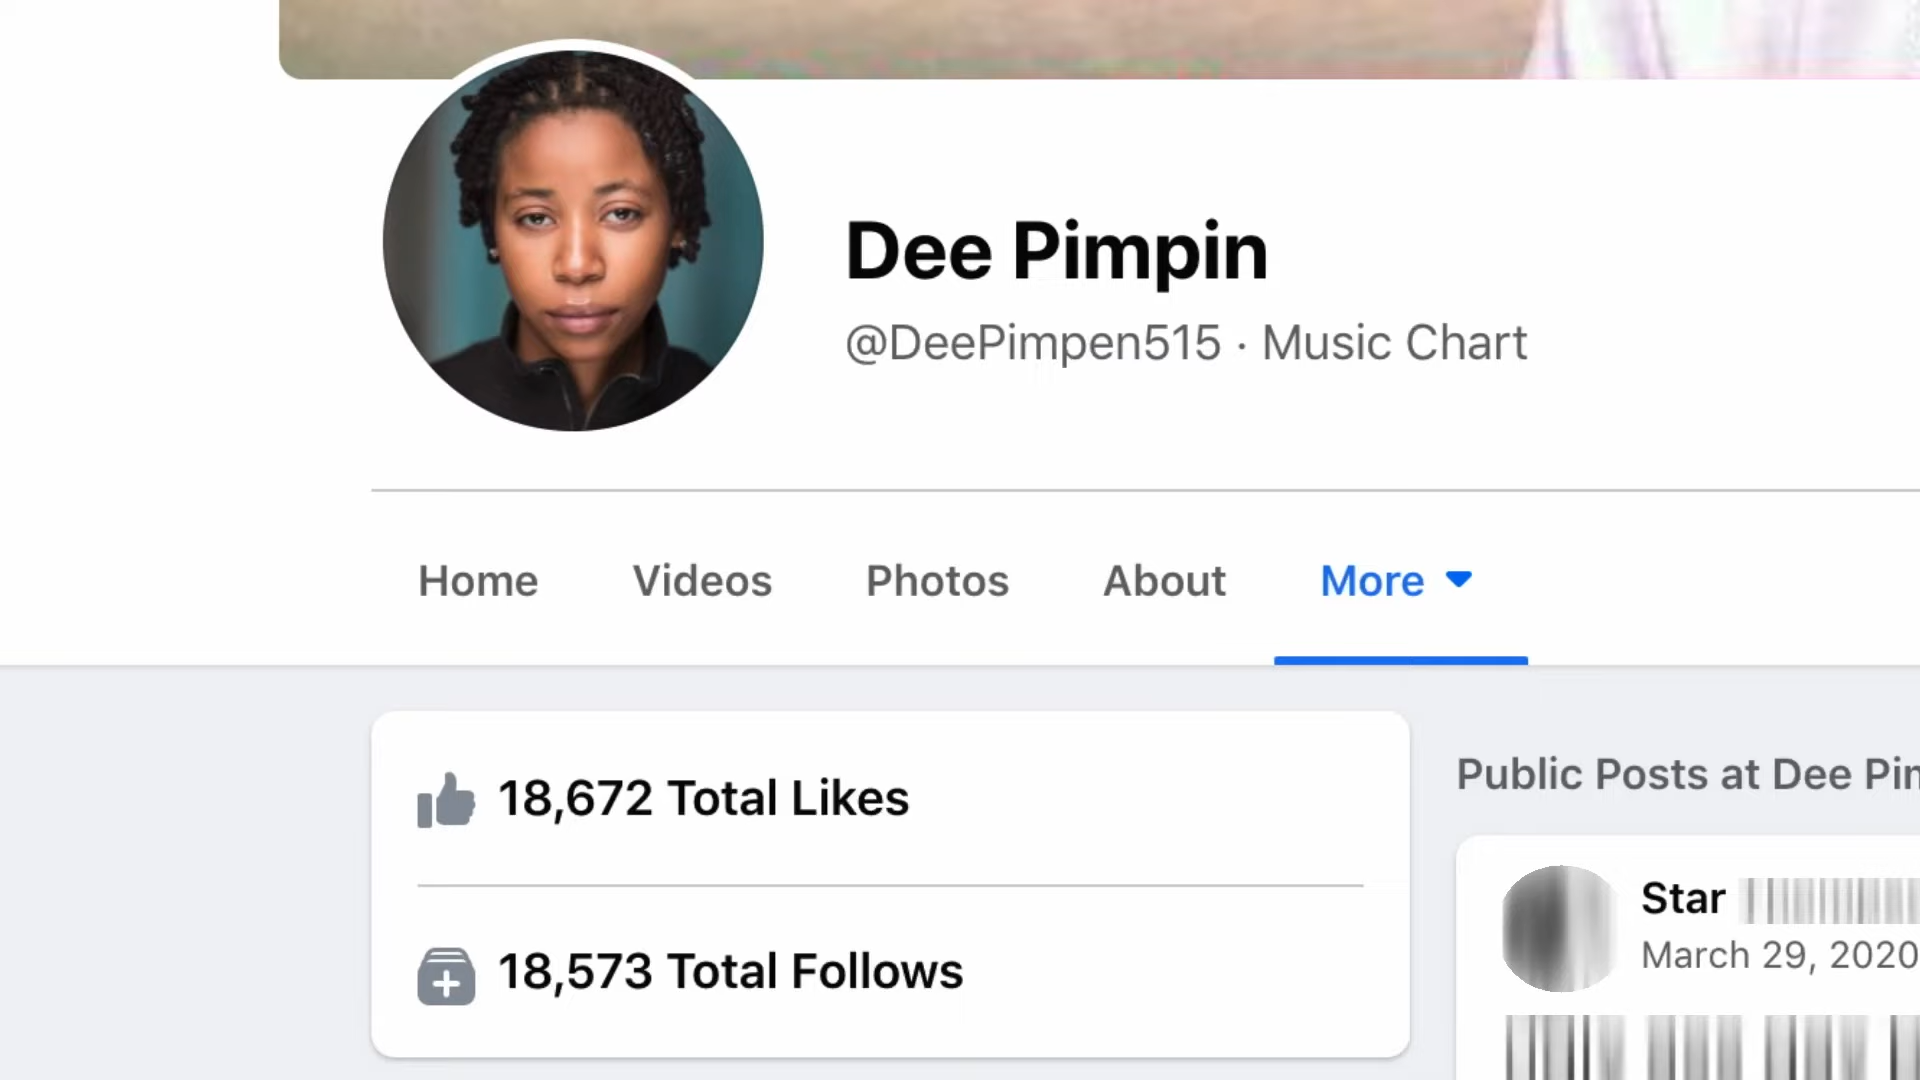 Dee Pimpin
@DeePimpen515 · Music Chart
Home Videos Photos About More
18,672 Total Likes
18,573 Total Follows
Public Posts at Dee
Star
March 29, 2020